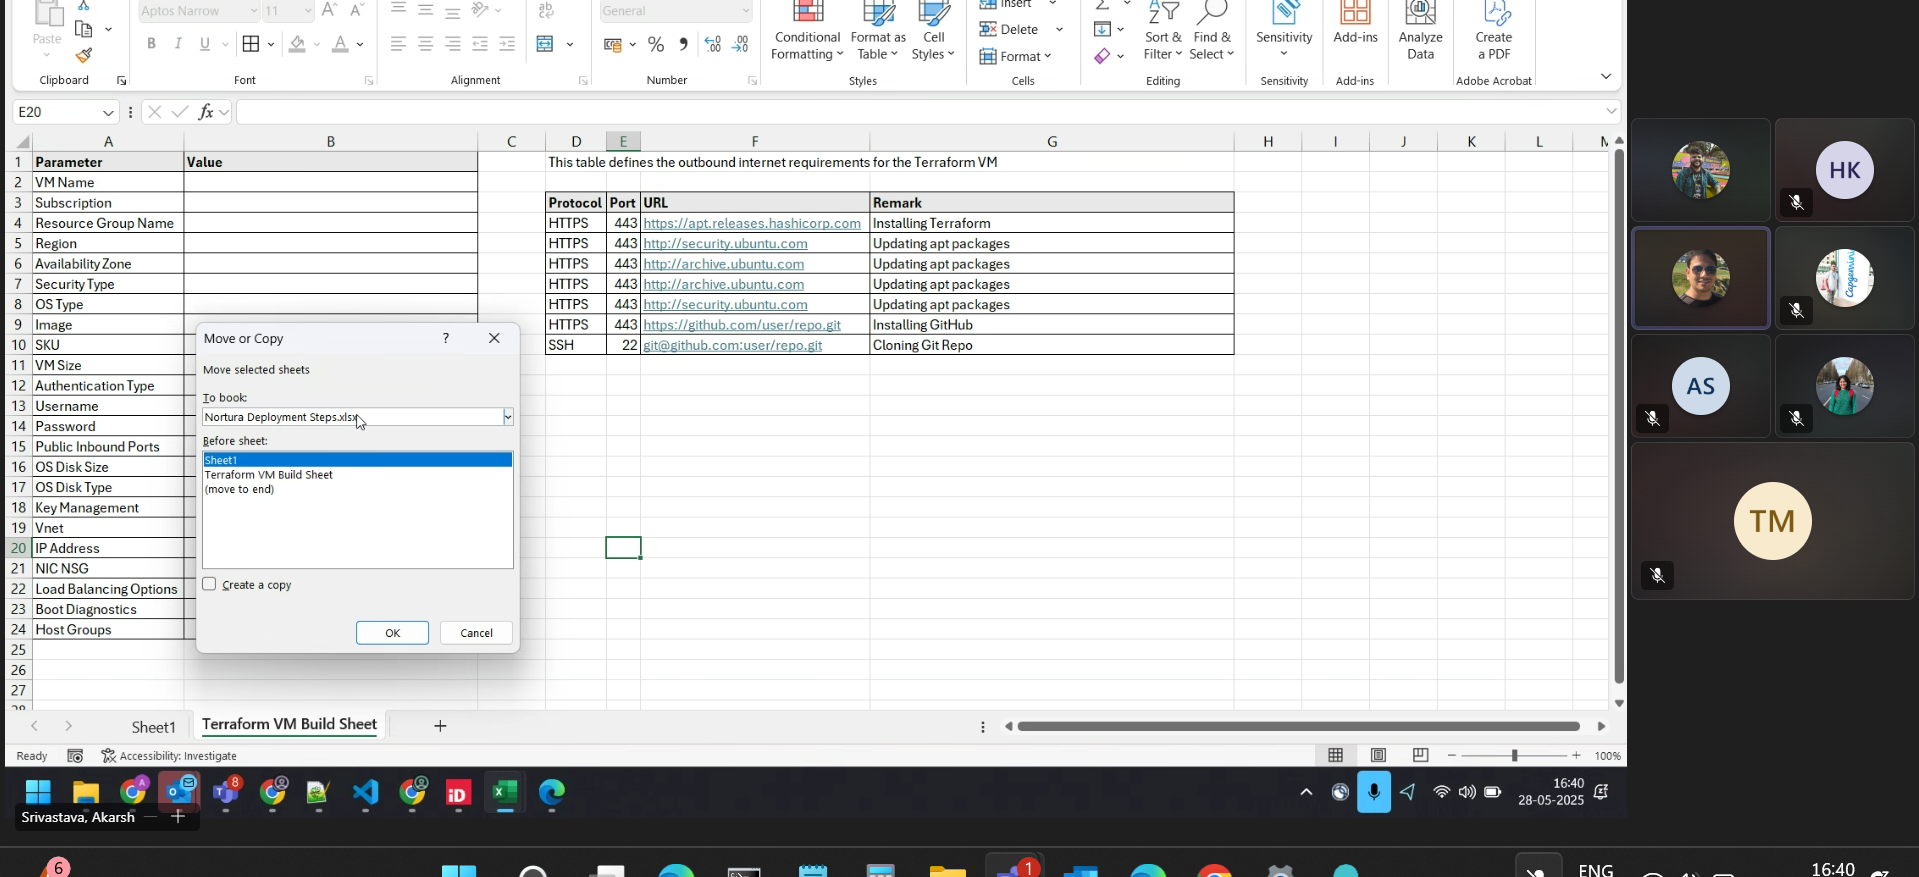 Aptos Narrow 11 A A General Insert
Paste B I U A % 9 Conditional Formatting Format as Table Cell Styles Delete Format Sort & Filter Find & Select Sensitivity Add-ins Analyze Data Create a PDF
Clipboard Font Alignment Number Styles Cells Editing Sensitivity Add-ins Adobe Acrobat
E20 fx
A B C D E F G H I J K L M
1 Parameter Value This table defines the outbound internet requirements for the Terraform VM
2 VM Name
3 Subscription Protocol Port URL Remark
4 Resource Group Name HTTPS 443 https://apt.releases.hashicorp.com Installing Terraform
5 Region HTTPS 443 http://security.ubuntu.com Updating apt packages
6 Availability Zone HTTPS 443 http://archive.ubuntu.com Updating apt packages
7 Security Type HTTPS 443 http://archive.ubuntu.com Updating apt packages
8 OS Type HTTPS 443 http://security.ubuntu.com Updating apt packages
9 Image HTTPS 443 https://github.com/user/repo.git Installing GitHub
10 SKU SSH 22 git@github.com:user/repo.git Cloning Git Repo
11 VM Size
12 Authentication Type
13 Username
14 Password
15 Public Inbound Ports
16 OS Disk Size
17 OS Disk Type
18 Key Management
19 Vnet
20 IP Address
21 NIC NSG
22 Load Balancing Options
23 Boot Diagnostics
24 Host Groups
25
26
27
28
Move or Copy ?
Move selected sheets
To book:
Nortura Deployment Steps.xlsx
Before sheet:
Sheet1
Terraform VM Build Sheet
(move to end)
Create a copy
OK Cancel
Sheet1 Terraform VM Build Sheet +
Ready Accessibility: Investigate 100%
A 8 iD
16:40
28-05-2025
Srivastava, Akarsh
HK
Capgemini
AS
TM
6 1 ENG 16:40